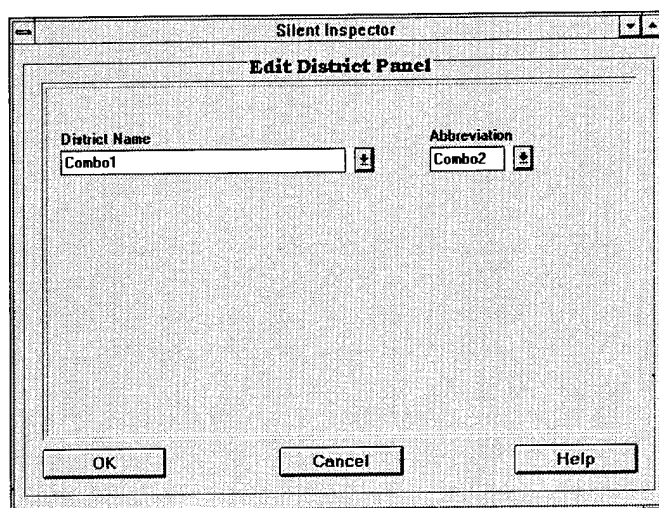 Silent Inspector
Edit District Panel
District Name
Abbreviation
Combo1
Combo2
OK
Cancel
Help